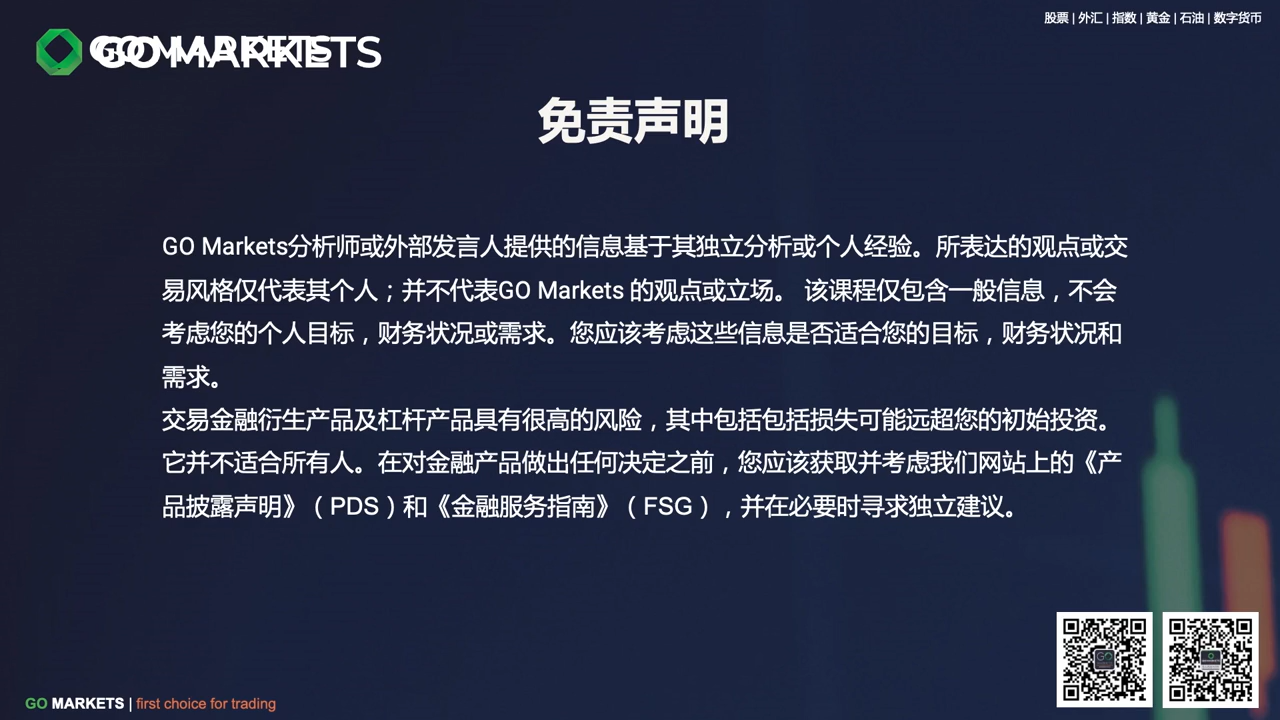 股票 | 外汇 | 指数 | 黄金 | 石油 | 数字货币
GO MARKETS
免责声明
GO Markets分析师或外部发言人提供的信息基于其独立分析或个人经验。所表达的观点或交
易风格仅代表其个人；并不代表GO Markets 的观点或立场。 该课程仅包含一般信息，不会
考虑您的个人目标，财务状况或需求。您应该考虑这些信息是否适合您的目标，财务状况和
需求。
交易金融衍生产品及杠杆产品具有很高的风险，其中包括包括损失可能远超您的初始投资。
它并不适合所有人。在对金融产品做出任何决定之前，您应该获取并考虑我们网站上的《产
品披露声明》（PDS）和《金融服务指南》（FSG），并在必要时寻求独立建议。
GO MARKETS | first choice for trading